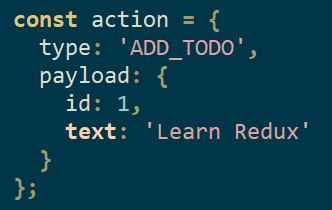 const action = {
  type: 'ADD_TODO',
  payload: {
    id: 1,
    text: 'Learn Redux'
  }
};